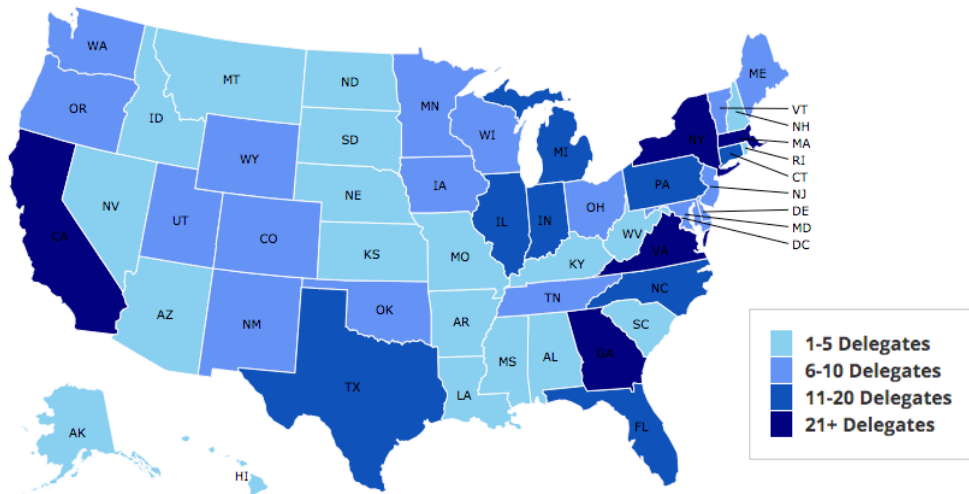 WA
ME
MT
ND
OR
MN
VT
ID
WI
NH
SD
NY
MA
WY
MI
RI
CT
IA
PA
NE
NJ
NV
OH
DE
IL
IN
UT
MD
CO
WV
DC
CA
VA
KS
MO
KY
NC
TN
OK
AZ
NM
AR
SC
1-5 Delegates
MS
AL
GA
6-10 Delegates
TX
LA
11-20 Delegates
21+ Delegates
FL
AK
HI